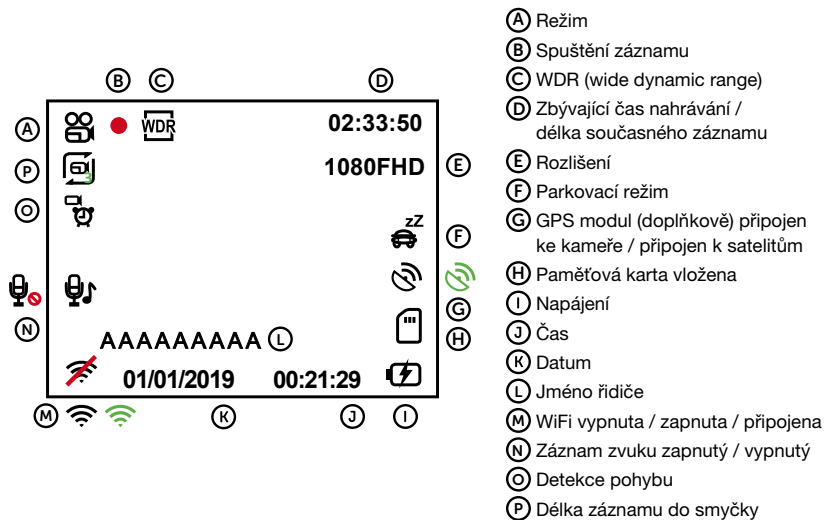 B C D
A WDR 02:33:50
P 3 1080FHD E
O
zZ F
G
N H
AAAAAAAAA L
01/01/2019 00:21:29
M K J I
A Režim
B Spuštění záznamu
C WDR (wide dynamic range)
D Zbývající čas nahrávání /
délka současného záznamu
E Rozlišení
F Parkovací režim
G GPS modul (doplňkově) připojen
ke kameře / připojen k satelitům
H Paměťová karta vložena
I Napájení
J Čas
K Datum
L Jméno řidiče
M WiFi vypnuta / zapnuta / připojena
N Záznam zvuku zapnutý / vypnutý
O Detekce pohybu
P Délka záznamu do smyčky